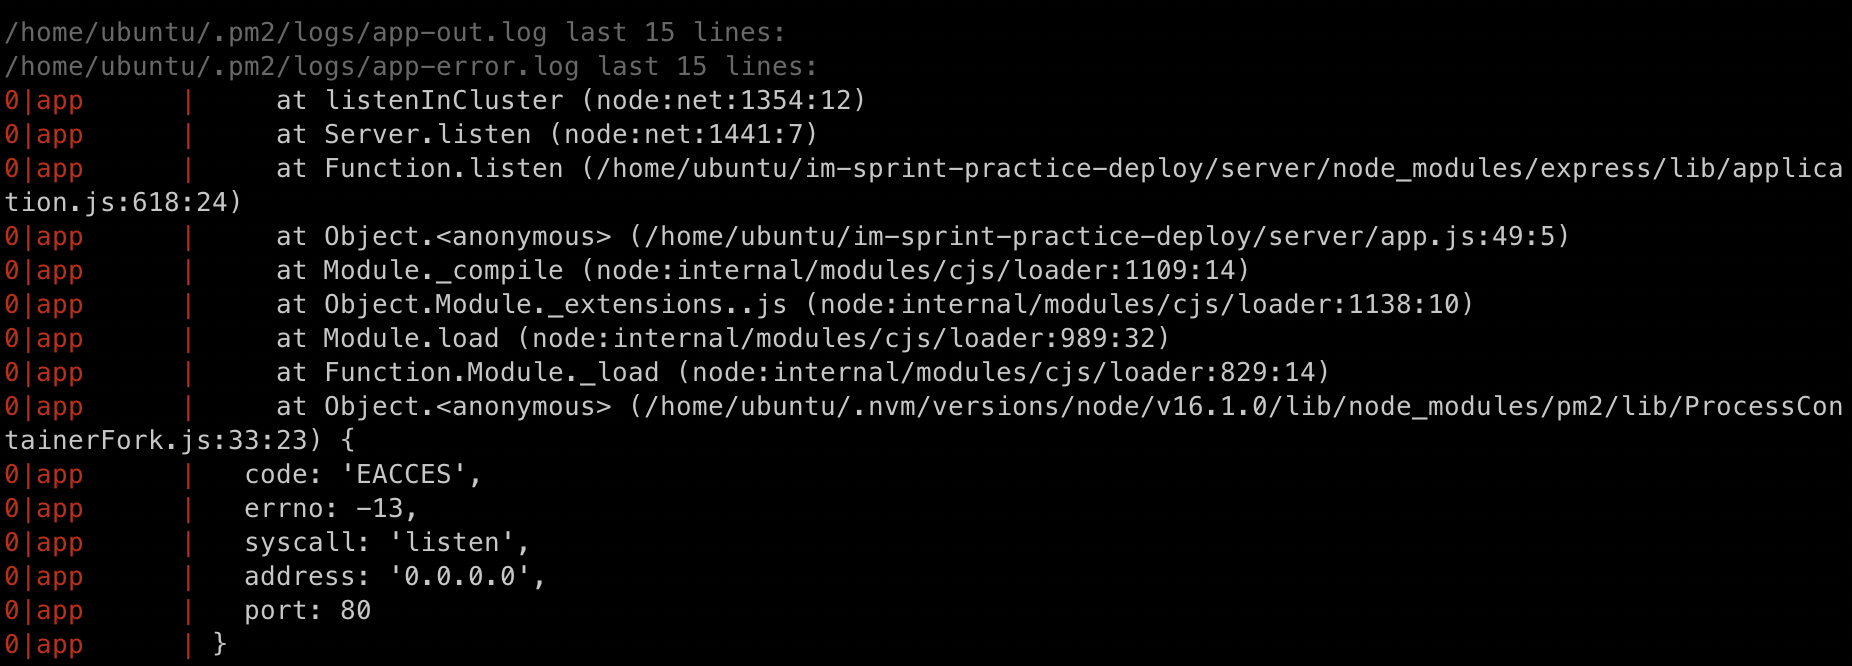 /home/ubuntu/.pm2/logs/app-out.log last 15 lines:
/home/ubuntu/.pm2/logs/app-error.log last 15 lines:
0|app      |     at listenInCluster (node:net:1354:12)
0|app      |     at Server.listen (node:net:1441:7)
0|app      |     at Function.listen (/home/ubuntu/im-sprint-practice-deploy/server/node_modules/express/lib/applica
tion.js:618:24)
0|app      |     at Object.<anonymous> (/home/ubuntu/im-sprint-practice-deploy/server/app.js:49:5)
0|app      |     at Module._compile (node:internal/modules/cjs/loader:1109:14)
0|app      |     at Object.Module._extensions..js (node:internal/modules/cjs/loader:1138:10)
0|app      |     at Module.load (node:internal/modules/cjs/loader:989:32)
0|app      |     at Function.Module._load (node:internal/modules/cjs/loader:829:14)
0|app      |     at Object.<anonymous> (/home/ubuntu/.nvm/versions/node/v16.1.0/lib/node_modules/pm2/lib/ProcessCon
tainerFork.js:33:23) {
0|app      |   code: 'EACCES',
0|app      |   errno: -13,
0|app      |   syscall: 'listen',
0|app      |   address: '0.0.0.0',
0|app      |   port: 80
0|app      | }